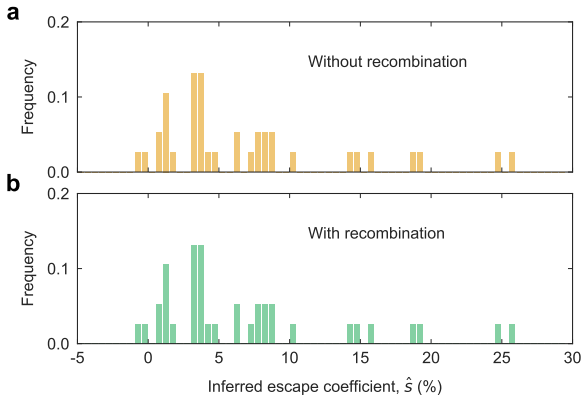 a
0.2
Without recombination
Frequency
0.1
0.0
b
0.2
With recombination
Frequency
0.1
0.0
-5 0 5 10 15 20 25 30
Inferred escape coefficient, ŝ (%)